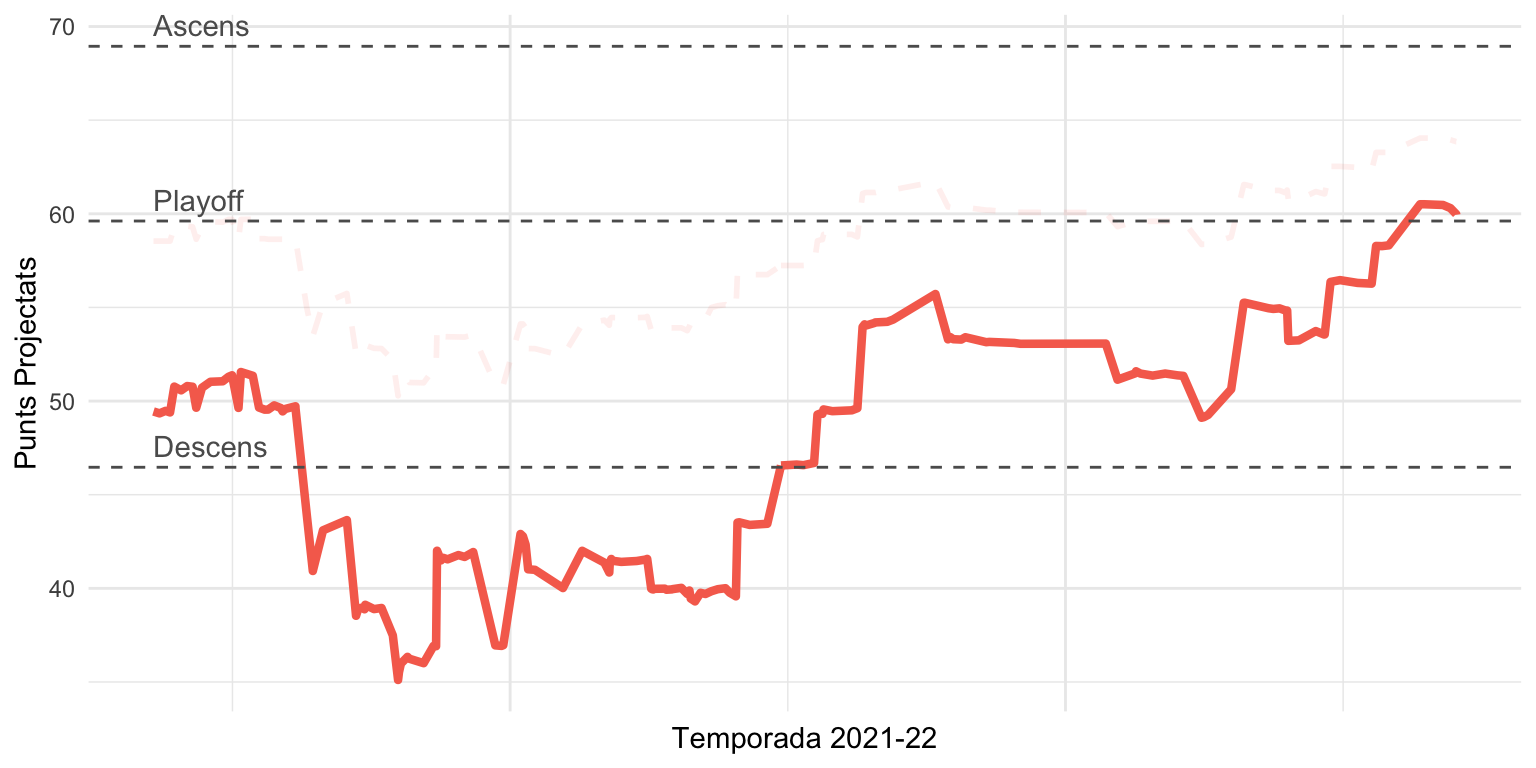 70
Ascens
Playoff
60
Punts Projectats
50
Descens
40
Temporada 2021-22